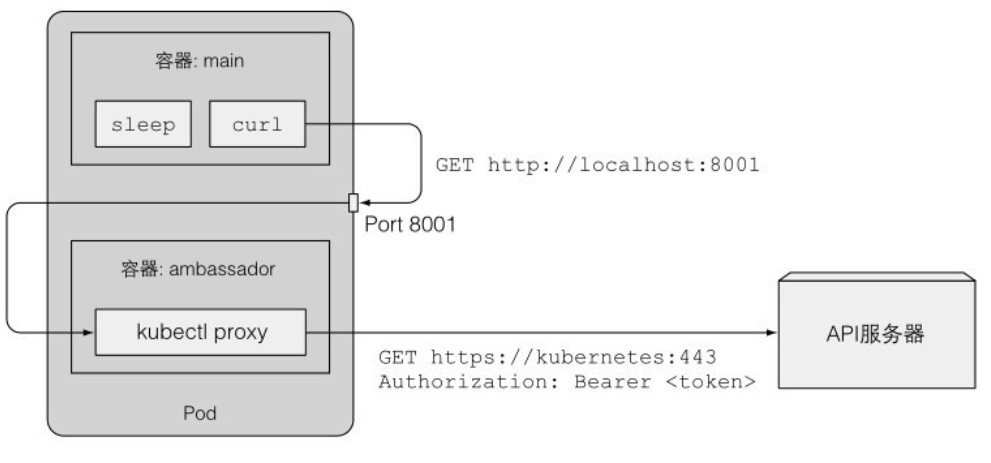 容器: main
sleep
curl
GET http://localhost:8001
Port 8001
容器: ambassador
kubectl proxy
API服务器
GET https://kubernetes:443
Authorization: Bearer <token>
Pod